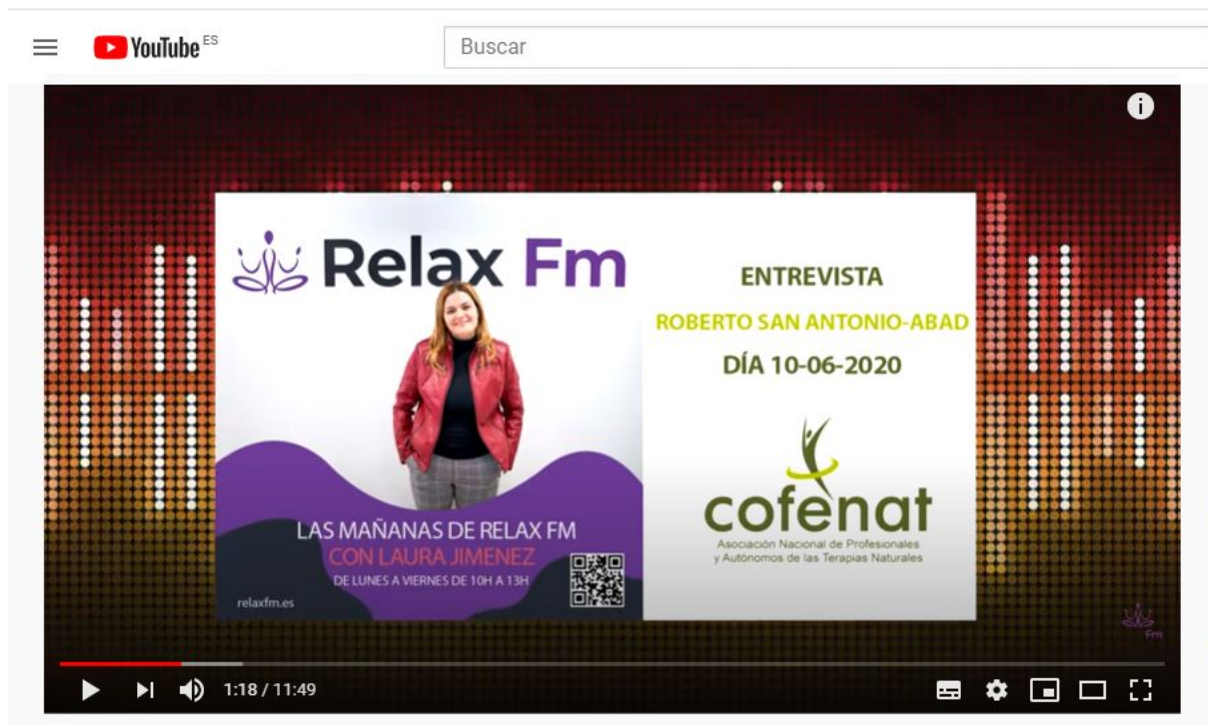 YouTube ES
Buscar
Relax Fm
LAS MAÑANAS DE RELAX FM
CON LAURA JIMENEZ
DE LUNES A VIERNES DE 10H A 13H
relaxfm.es
ENTREVISTA
ROBERTO SAN ANTONIO-ABAD
DÍA 10-06-2020
cofenat
Asociación Nacional de Profesionales
y Autónomos de las Terapias Naturales
Fm
1:18 / 11:49